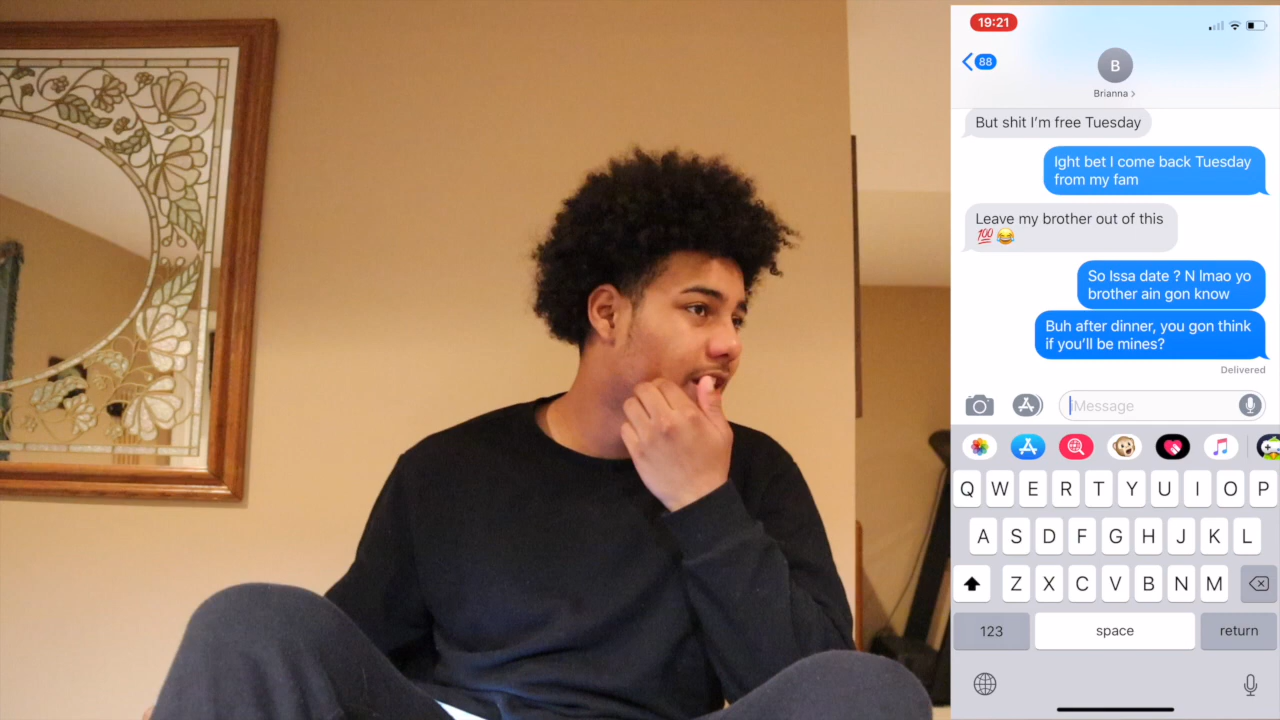 19:21
88
B
Brianna >
But shit I'm free Tuesday
Ight bet I come back Tuesday
from my fam
Leave my brother out of this
💯 😂
So Issa date ? N lmao yo
brother ain gon know
Buh after dinner, you gon think
if you'll be mines?
Delivered
iMessage
Q W E R T Y U I O P
A S D F G H J K L
Z X C V B N M
123 space return